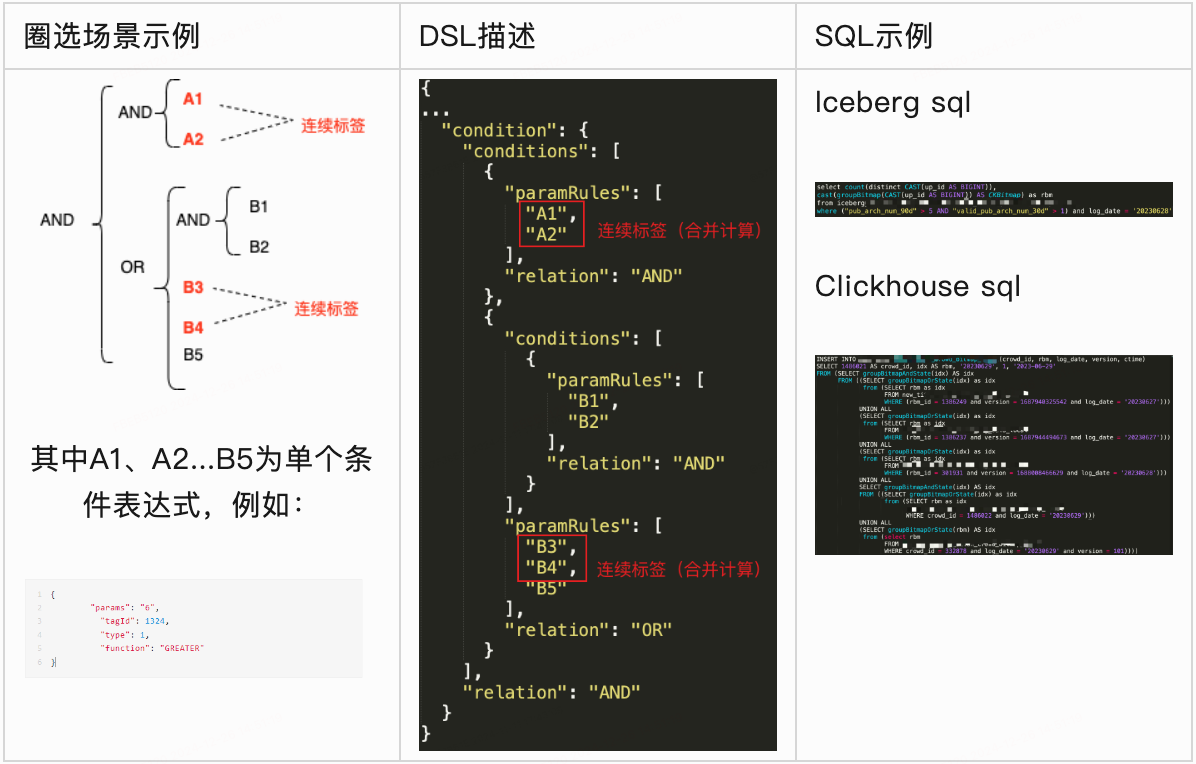 圈选场景示例
AND
AND
A1
A2
连续标签
OR
AND
B1
B2
B3
B4
连续标签
B5
其中A1、A2...B5为单个条
件表达式，例如：
1 {
2 "params": "6",
3 "tagId": 1324,
4 "type": 1,
5 "function": "GREATER"
6 }
DSL描述
{
...
"condition": {
"conditions": [
{
"paramRules": [
"A1",
"A2"
连续标签（合并计算）
],
"relation": "AND"
},
{
"conditions": [
{
"paramRules": [
"B1",
"B2"
],
"relation": "AND"
}
],
"paramRules": [
"B3",
"B4",
连续标签（合并计算）
"B5"
],
"relation": "OR"
}
],
"relation": "AND"
}
}
SQL示例
Iceberg sql
select count(distinct CAST(up_id AS BIGINT)),
cast(groupBitmap(CAST(up_id AS BIGINT)) AS CKBitmap) as rbm
from iceberg
where ("pub_arch_num_90d" > 5 AND "valid_pub_arch_num_30d" = 1) and log_date = '20230628'
Clickhouse sql
INSERT INTO (crowd_id, rbm, log_date, version, ctime)
SELECT 1486021 AS crowd_id, idx AS rbm, '20230629', 1, '2023-06-29'
FROM (SELECT groupBitmapAndState(idx) AS idx
FROM ((SELECT groupBitmapOrState(idx) as idx
from (SELECT rbm as idx
FROM new_ti
WHERE (rbm_id = 1386249 and version = 1687940325542 and log_date = '20230627')))
UNION ALL
(SELECT groupBitmapOrState(idx) as idx
from (SELECT rbm as idx
FROM
WHERE (rbm_id = 1386237 and version = 1687944494673 and log_date = '20230627')))
UNION ALL
(SELECT groupBitmapOrState(idx) as idx
from (SELECT rbm as idx
FROM
WHERE (rbm_id = 381931 and version = 1688008466629 and log_date = '20230628')))
UNION ALL
SELECT groupBitmapAndState(idx) AS idx
FROM ((SELECT groupBitmapOrState(idx) as idx
from (SELECT rbm as idx
WHERE crowd_id = 1486022 and log_date = '20230629')))
UNION ALL
(SELECT groupBitmapOrState(rbm) AS idx
from (select rbm
FROM
WHERE crowd_id = 332078 and log_date = '20230629' and version = 101))))